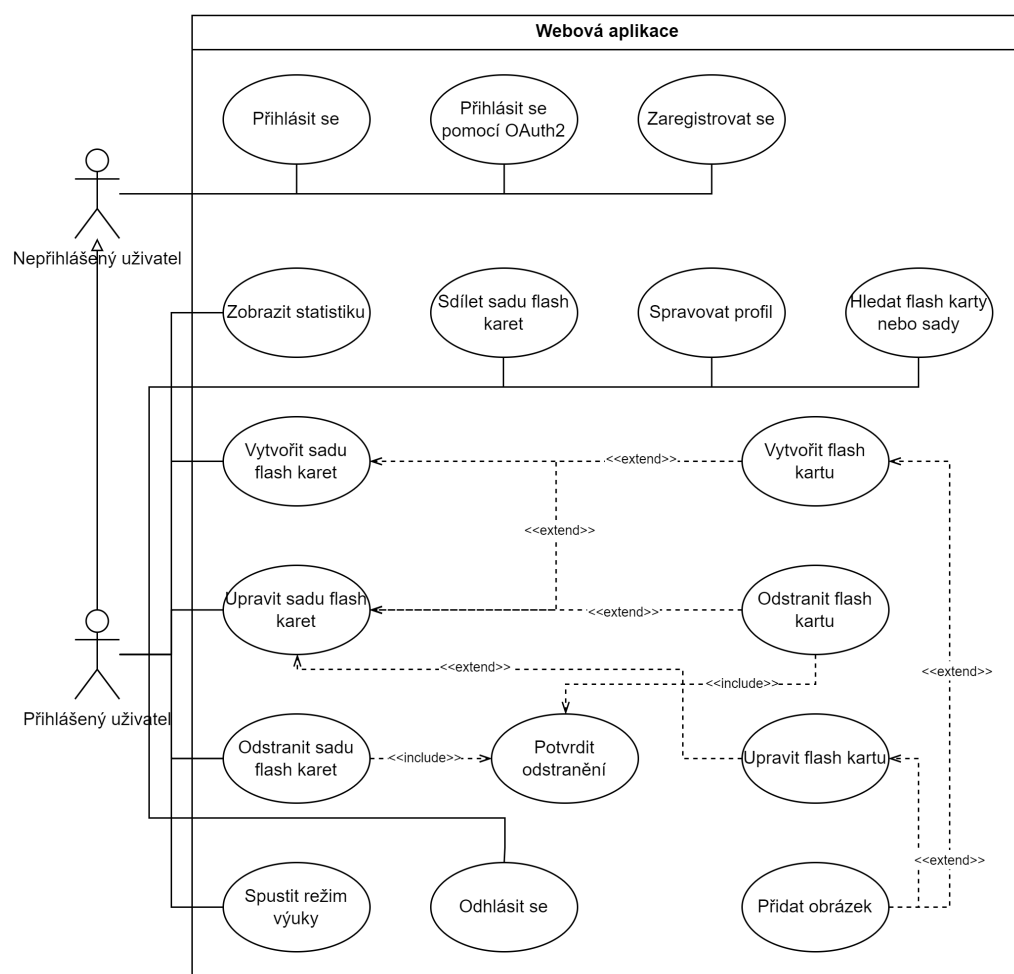 Webová aplikace
Přihlásit se
Přihlásit se
pomocí OAuth2
Zaregistrovat se
Nepřihlášený uživatel
Zobrazit statistiku
Sdílet sadu flash
karet
Spravovat profil
Hledat flash karty
nebo sady
Vytvořit sadu
flash karet
<<extend>>
Vytvořit flash
kartu
<<extend>>
Upravit sadu flash
karet
<<extend>>
Odstranit flash
kartu
<<extend>>
<<include>>
<<extend>>
Přihlášený uživatel
Odstranit sadu
flash karet
<<include>>
Potvrdit
odstranění
Upravit flash kartu
<<extend>>
Spustit režim
výuky
Odhlásit se
Přidat obrázek